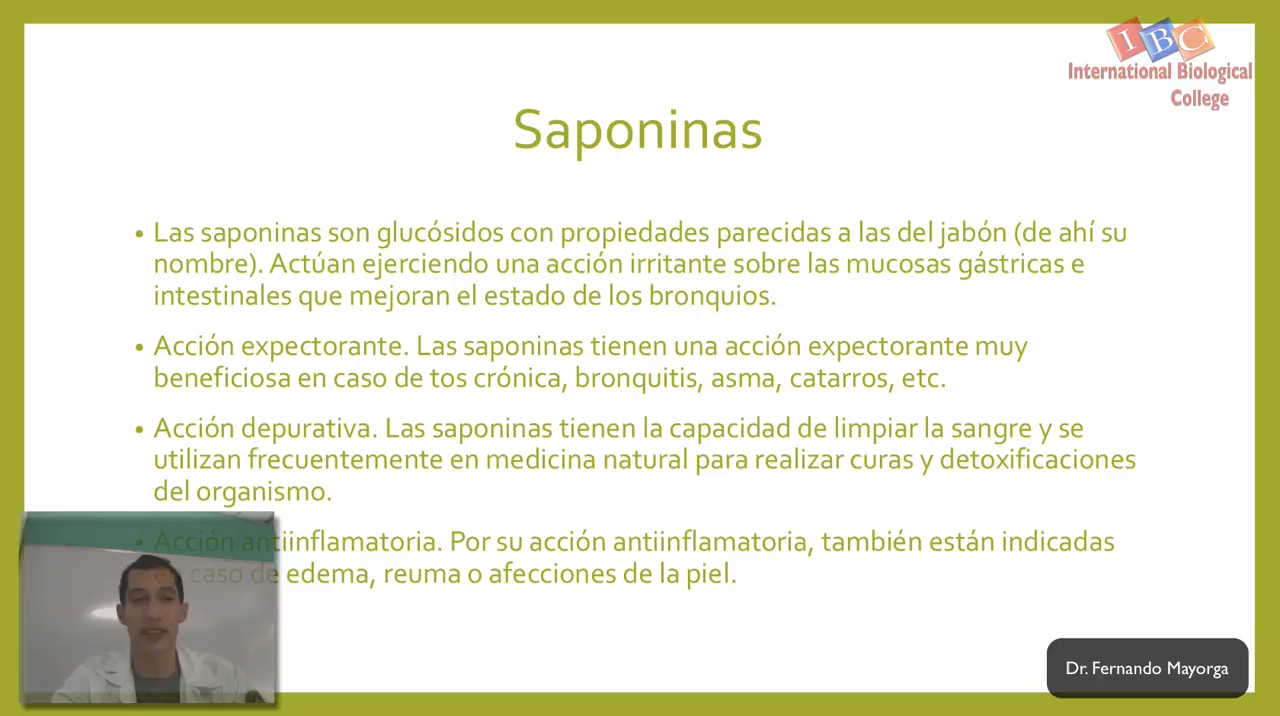 IBC
International Biological
College
Saponinas
• Las saponinas son glucósidos con propiedades parecidas a las del jabón (de ahí su
nombre). Actúan ejerciendo una acción irritante sobre las mucosas gástricas e
intestinales que mejoran el estado de los bronquios.
• Acción expectorante. Las saponinas tienen una acción expectorante muy
beneficiosa en caso de tos crónica, bronquitis, asma, catarros, etc.
• Acción depurativa. Las saponinas tienen la capacidad de limpiar la sangre y se
utilizan frecuentemente en medicina natural para realizar curas y detoxificaciones
del organismo.
• Acción antiinflamatoria. Por su acción antiinflamatoria, también están indicadas
en caso de edema, reuma o afecciones de la piel.
Dr. Fernando Mayorga